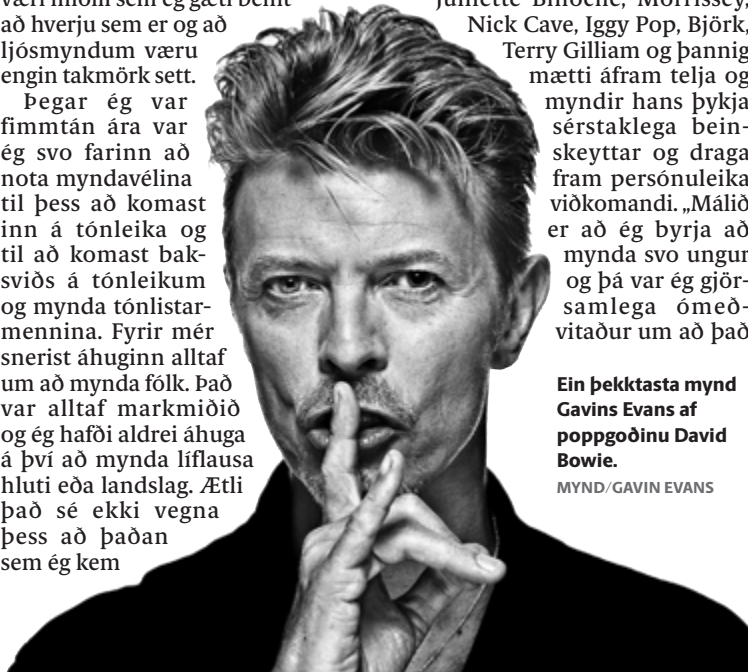 að hverju sem er og að
ljósmyndum væru
engin takmörk sett.
Þegar ég var
fimmtán ára var
ég svo farinn að
nota myndavélina
til þess að komast
inn á tónleika og
til að komast bak-
sviðs á tónleikum
og mynda tónlistar-
mennina. Fyrir mér
snerist áhuginn alltaf
um að mynda fólk. Það
var alltaf markmiðið
og ég hafði aldrei áhuga
á því að mynda líflausa
hluti eða landslag. Ætli
það sé ekki vegna
þess að þaðan
sem ég kem
Juliette Binoche, Morrissey,
Nick Cave, Iggy Pop, Björk,
Terry Gilliam og þannig
mætti áfram telja og
myndir hans þykja
sérstaklega bein-
skeyttar og draga
fram persónuleika
viðkomandi. „Málið
er að ég byrja að
mynda svo ungur
og þá var ég gjör-
samlega ómeð-
vitaður um að það
Ein þekktasta mynd
Gavins Evans af
poppgoðinu David
Bowie.
MYND/GAVIN EVANS